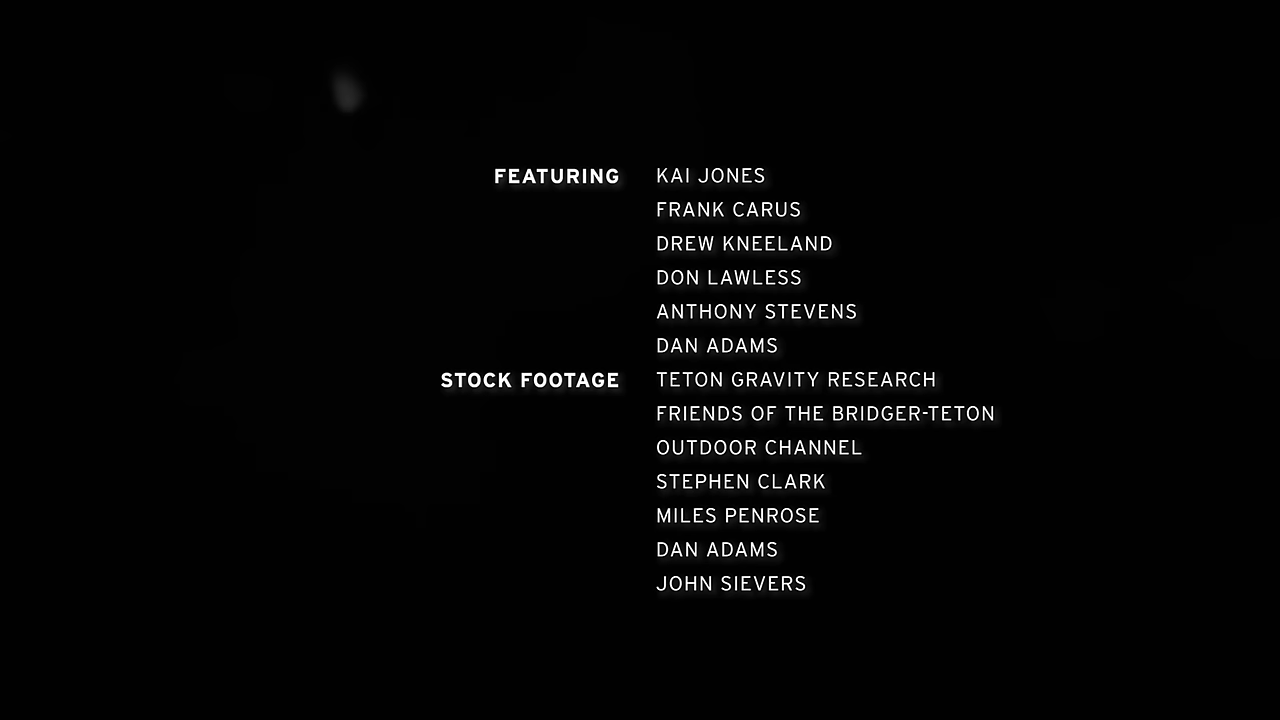 FEATURING KAI JONES
FRANK CARUS
DREW KNEELAND
DON LAWLESS
ANTHONY STEVENS
DAN ADAMS
STOCK FOOTAGE TETON GRAVITY RESEARCH
FRIENDS OF THE BRIDGER-TETON
OUTDOOR CHANNEL
STEPHEN CLARK
MILES PENROSE
DAN ADAMS
JOHN SIEVERS